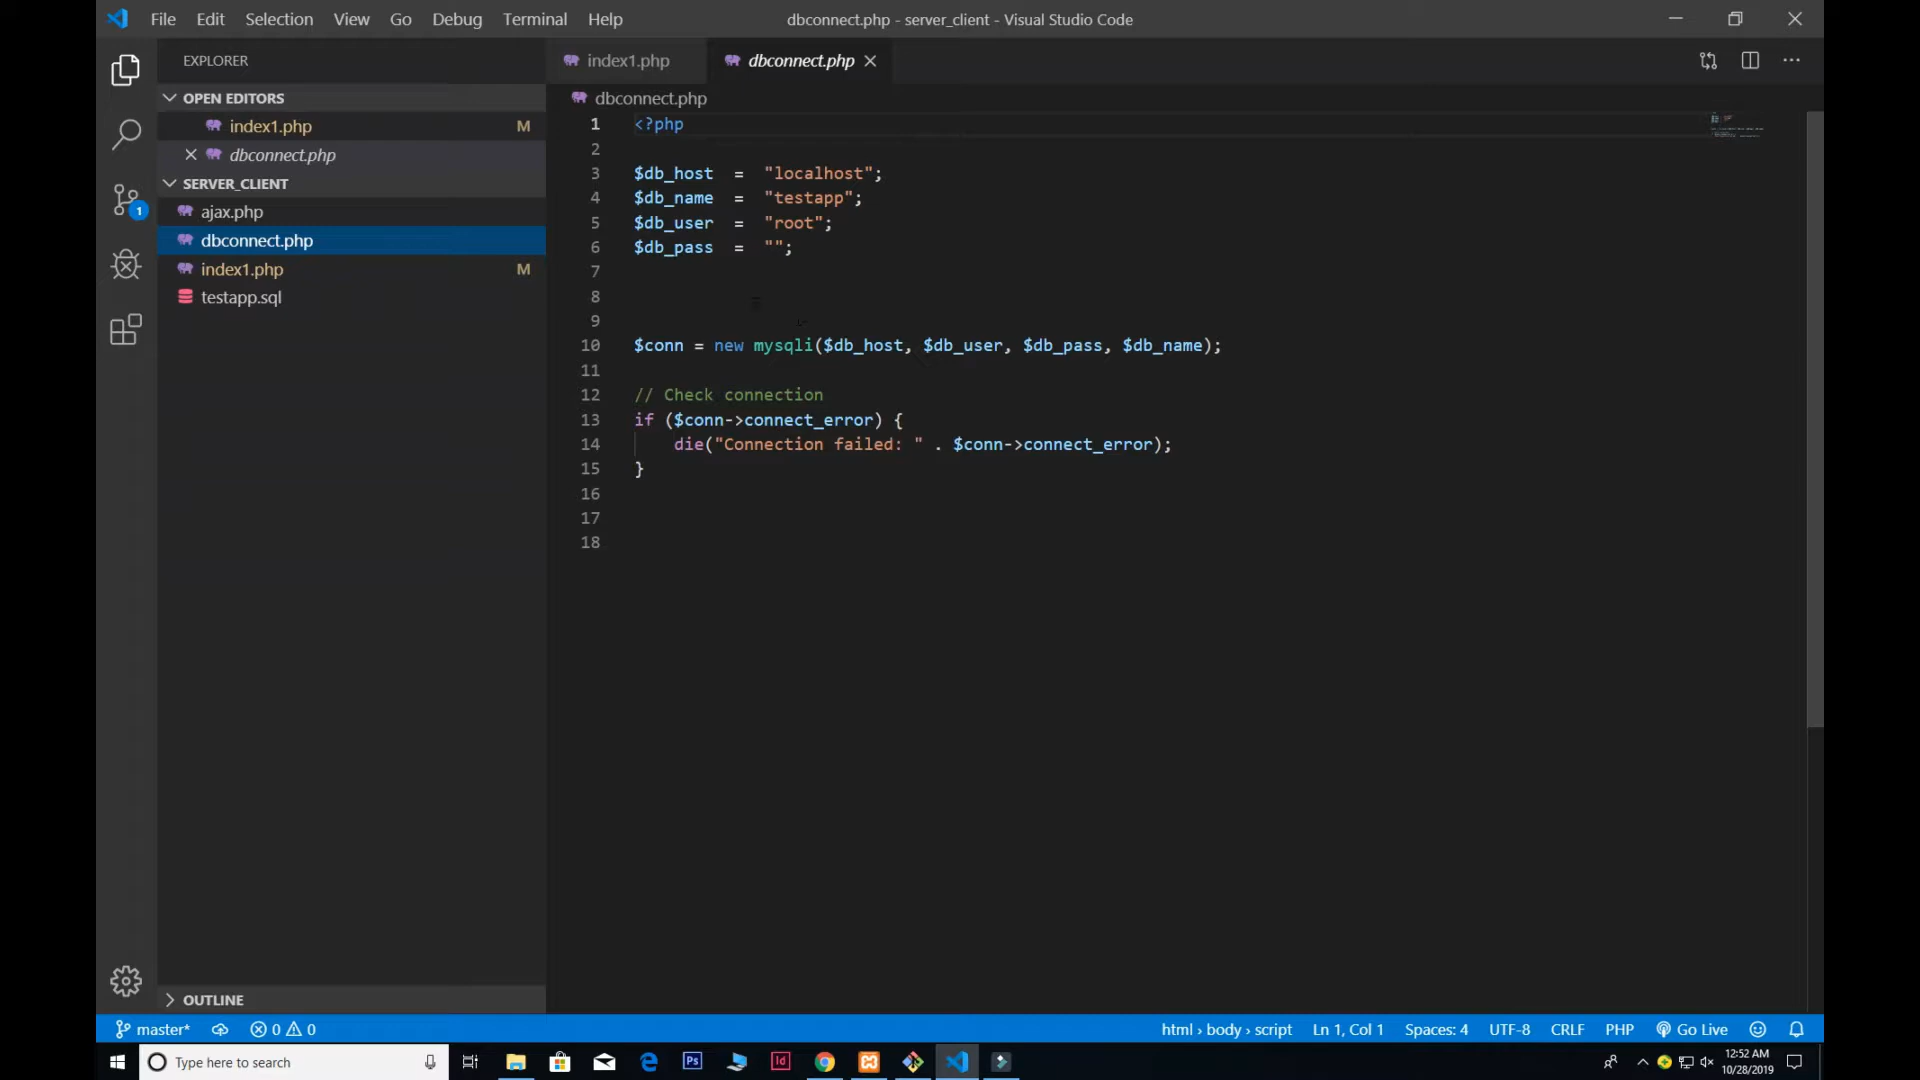 File Edit Selection View Go Debug Terminal Help
dbconnect.php - server_client - Visual Studio Code
EXPLORER
OPEN EDITORS
index1.php M
dbconnect.php
SERVER_CLIENT
ajax.php
dbconnect.php
index1.php M
testapp.sql
OUTLINE
1
index1.php
dbconnect.php
dbconnect.php
1 <?php
2
3 $db_host = "localhost";
4 $db_name = "testapp";
5 $db_user = "root";
6 $db_pass = "";
7
8
9
10 $conn = new mysqli($db_host, $db_user, $db_pass, $db_name);
11
12 // Check connection
13 if ($conn->connect_error) {
14 die("Connection failed: " . $conn->connect_error);
15 }
16
17
18
master* 0 0 html › body › script Ln 1, Col 1 Spaces: 4 UTF-8 CRLF PHP Go Live
Type here to search
Ps
Id
12:52 AM
10/28/2019